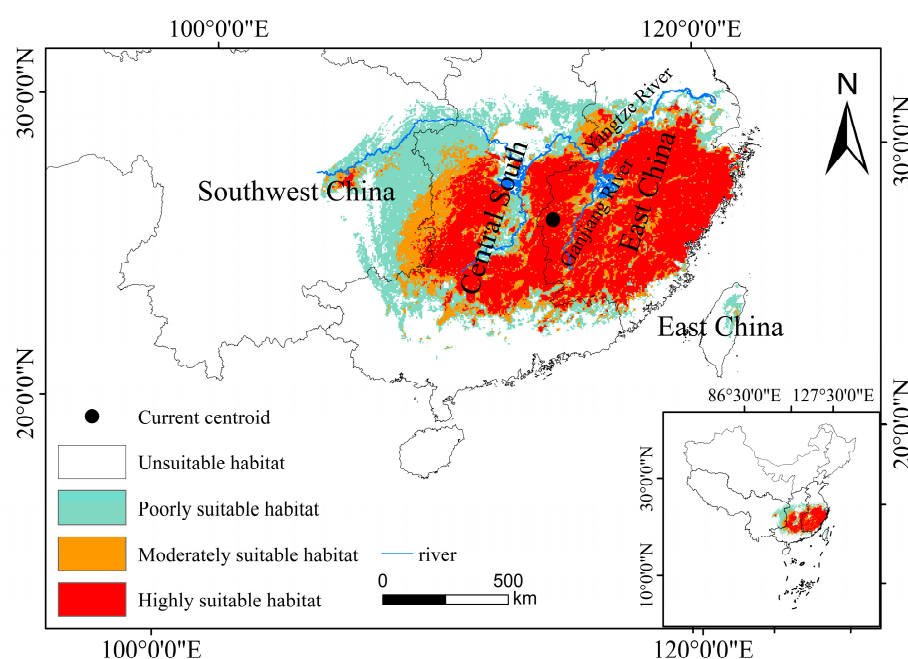 100°0'0"E
120°0'0"E
30°0'0"N
N
Yangtze River
30°0'0"N
Southwest China
Central South
Ganjiang River
East China
East China
20°0'0"N
86°30'0"E
127°30'0"E
Current centroid
20°0'0"N
Unsuitable habitat
30°0'0"N
Poorly suitable habitat
Moderately suitable habitat
river
10°0'0"N
0
500
km
Highly suitable habitat
100°0'0"E
120°0'0"E